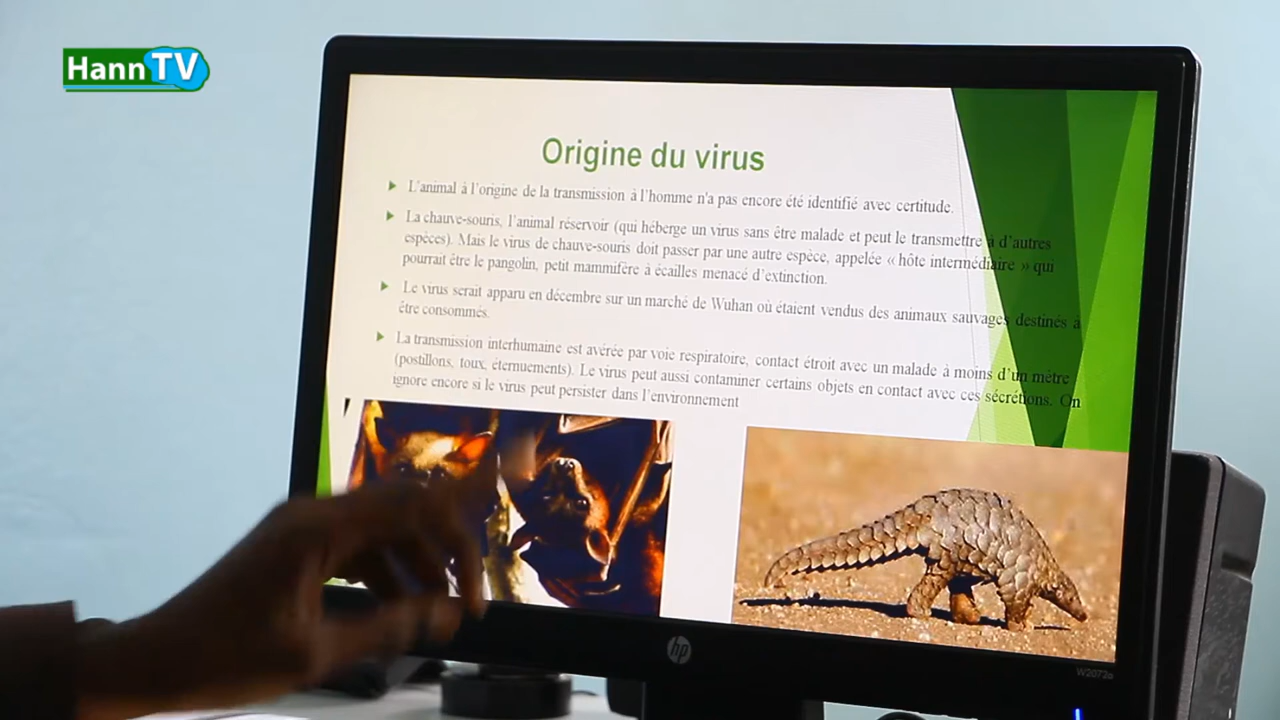 HannTV
Origine du virus
L'animal à l'origine de la transmission à l'homme n'a pas encore été identifié avec certitude.
La chauve-souris, l'animal réservoir (qui héberge un virus sans être malade et peut le transmettre à d'autres
espèces). Mais le virus de chauve-souris doit passer par une autre espèce, appelée « hôte intermédiaire » qui
pourrait être le pangolin, petit mammifère à écailles menacé d'extinction.
Le virus serait apparu en décembre sur un marché de Wuhan où étaient vendus des animaux sauvages destinés à
être consommés.
La transmission interhumaine est avérée par voie respiratoire, contact étroit avec un malade à moins d'un mètre
(postillons, toux, éternuements). Le virus peut aussi contaminer certains objets en contact avec ces sécrétions. On
ignore encore si le virus peut persister dans l'environnement
hp
W2072a